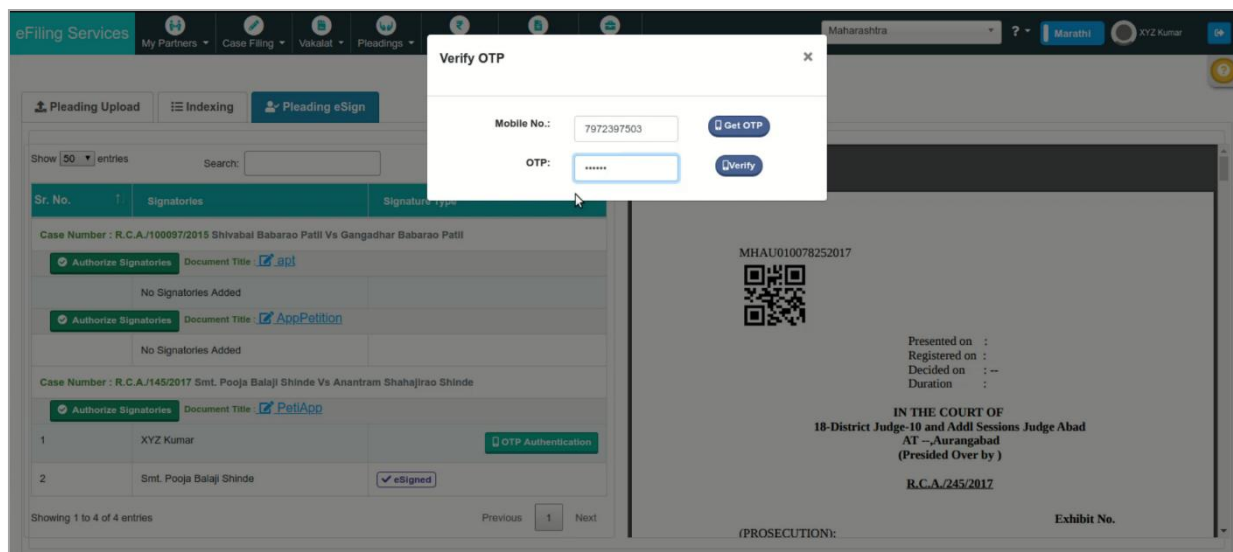 eFiling Services
My Partners
Case Filing
Vakalat
Pleadings
Maharashtra
?
Marathi
XYZ Kumar
Verify OTP
×
Mobile No.: 7972397503 Get OTP
OTP: •••••• Verify
Pleading Upload
Indexing
Pleading eSign
Show 50 entries
Search:
Sr. No. Signatories Signature Type
Case Number : R.C.A./100097/2015 Shivabai Babarao Patil Vs Gangadhar Babarao Patil
Authorize Signatories Document Title : apt
No Signatories Added
Authorize Signatories Document Title : AppPetition
No Signatories Added
Case Number : R.C.A./145/2017 Smt. Pooja Balaji Shinde Vs Anantram Shahajirao Shinde
Authorize Signatories Document Title : PetiApp
1 XYZ Kumar OTP Authentication
2 Smt. Pooja Balaji Shinde eSigned
Showing 1 to 4 of 4 entries
Previous 1 Next
MHAU010078252017
Presented on :
Registered on :
Decided on : --
Duration :
IN THE COURT OF
18-District Judge-10 and Addl Sessions Judge Abad
AT --,Aurangabad
(Presided Over by )
R.C.A./245/2017
Exhibit No.
(PROSECUTION):